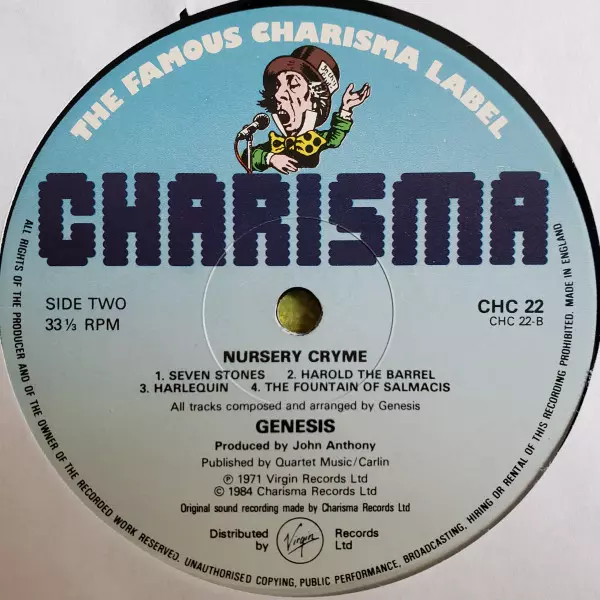 THE FAMOUS CHARISMA LABEL
CHARISMA
SIDE TWO
33⅓ RPM
CHC 22
CHC 22-B
NURSERY CRYME
1. SEVEN STONES 2. HAROLD THE BARREL
3. HARLEQUIN 4. THE FOUNTAIN OF SALMACIS
All tracks composed and arranged by Genesis
GENESIS
Produced by John Anthony
Published by Quartet Music/Carlin
Ⓟ 1971 Virgin Records Ltd
© 1984 Charisma Records Ltd
Original sound recording made by Charisma Records Ltd
Distributed by Virgin Records Ltd
ALL RIGHTS OF THE PRODUCER AND OF THE OWNER OF THE RECORDED WORK RESERVED. UNAUTHORISED COPYING, PUBLIC PERFORMANCE, BROADCASTING, HIRING OR RENTAL OF THIS RECORDING PROHIBITED. MADE IN ENGLAND